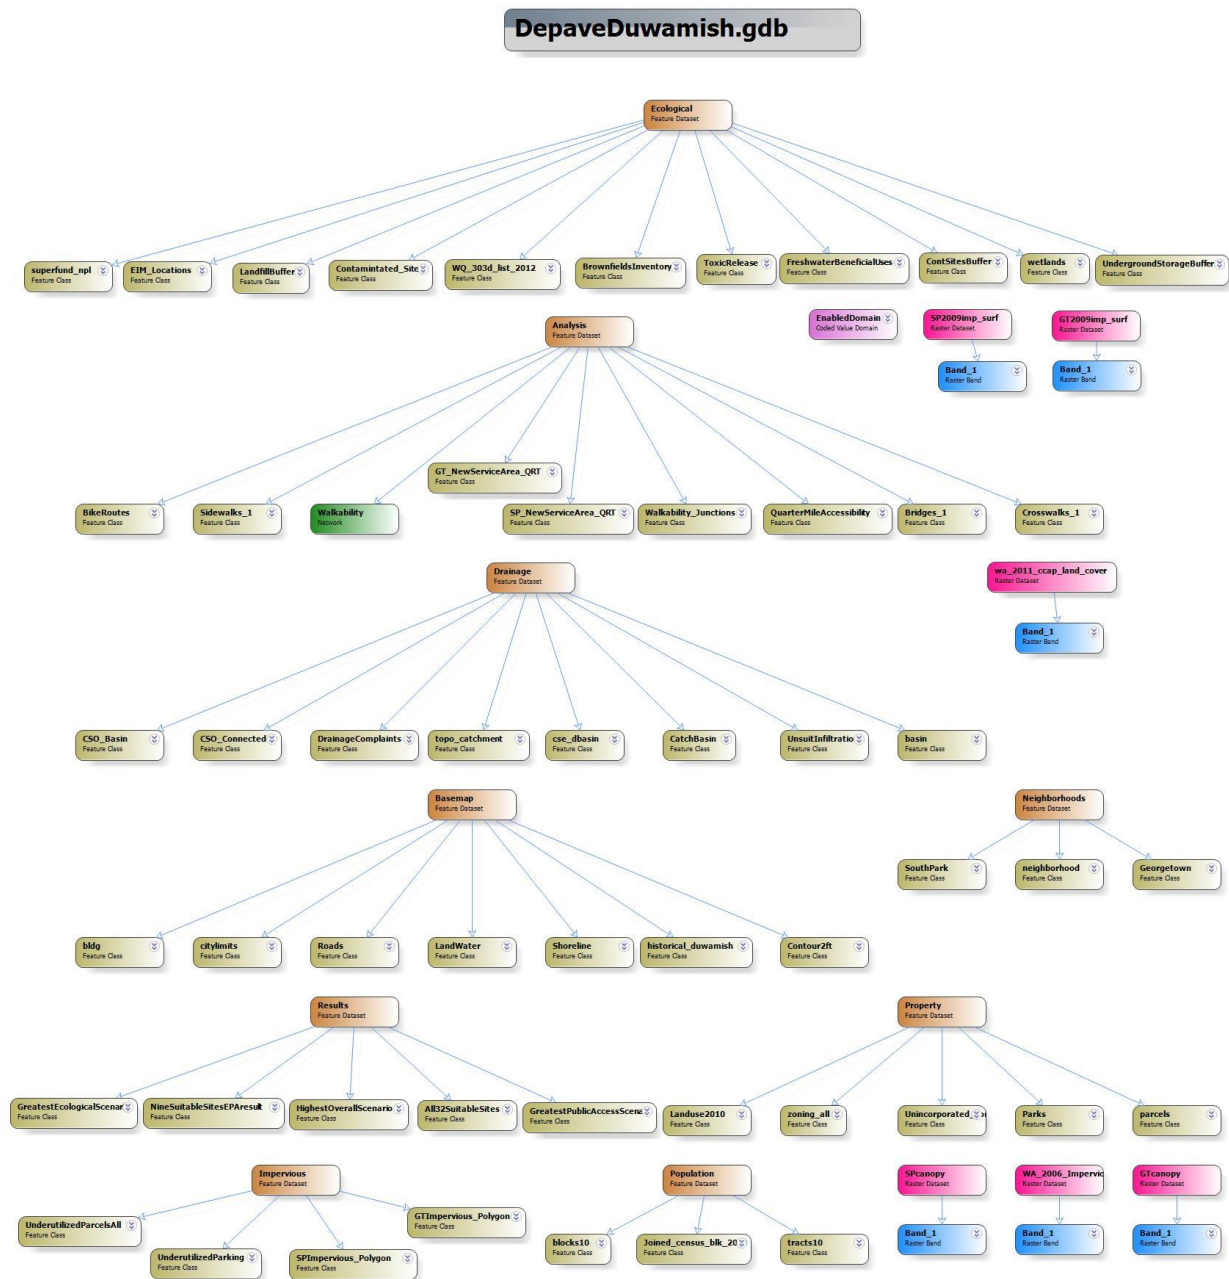 DepaveDuwamish.gdb
Ecological
Feature Dataset
superfund_npl
Feature Class
EIM_Locations
Feature Class
LandfillBuffer
Feature Class
Contamintated_Site
Feature Class
WQ_303d_list_2012
Feature Class
BrownfieldsInventory
Feature Class
ToxicRelease
Feature Class
FreshwaterBeneficialUses
Feature Class
ContSitesBuffer
Feature Class
wetlands
Feature Class
UndergroundStorageBuffer
Feature Class
EnabledDomain
Coded Value Domain
SP2009imp_surf
Raster Dataset
GT2009imp_surf
Raster Dataset
Analysis
Feature Dataset
Band_1
Raster Band
Band_1
Raster Band
GT_NewServiceArea_QRT
Feature Class
BikeRoutes
Feature Class
Sidewalks_1
Feature Class
Walkability
Network
SP_NewServiceArea_QRT
Feature Class
Walkability_Junctions
Feature Class
QuarterMileAccessibility
Feature Class
Bridges_1
Feature Class
Crosswalks_1
Feature Class
Drainage
Feature Dataset
wa_2011_ccap_land_cover
Raster Dataset
Band_1
Raster Band
CSO_Basin
Feature Class
CSO_Connected
Feature Class
DrainageComplaints
Feature Class
topo_catchment
Feature Class
cse_dbasin
Feature Class
CatchBasin
Feature Class
UnsuitInfiltratio
Feature Class
basin
Feature Class
Basemap
Feature Dataset
Neighborhoods
Feature Dataset
SouthPark
Feature Class
neighborhood
Feature Class
Georgetown
Feature Class
bldg
Feature Class
citylimits
Feature Class
Roads
Feature Class
LandWater
Feature Class
Shoreline
Feature Class
historical_duwamish
Feature Class
Contour2ft
Feature Class
Results
Feature Dataset
Property
Feature Dataset
GreatestEcologicalScenar
Feature Class
NineSuitableSitesEPAresult
Feature Class
HighestOverallScenario
Feature Class
All32SuitableSites
Feature Class
GreatestPublicAccessScena
Feature Class
Landuse2010
Feature Class
zoning_all
Feature Class
Unincorporated_
Feature Class
Parks
Feature Class
parcels
Feature Class
Impervious
Feature Dataset
Population
Feature Dataset
SPcanopy
Raster Dataset
WA_2006_Impervic
Raster Dataset
GTcanopy
Raster Dataset
UnderutilizedParcelsAll
Feature Class
UnderutilizedParking
Feature Class
SPImpervious_Polygon
Feature Class
GTImpervious_Polygon
Feature Class
blocks10
Feature Class
Joined_census_blk_20
Feature Class
tracts10
Feature Class
Band_1
Raster Band
Band_1
Raster Band
Band_1
Raster Band